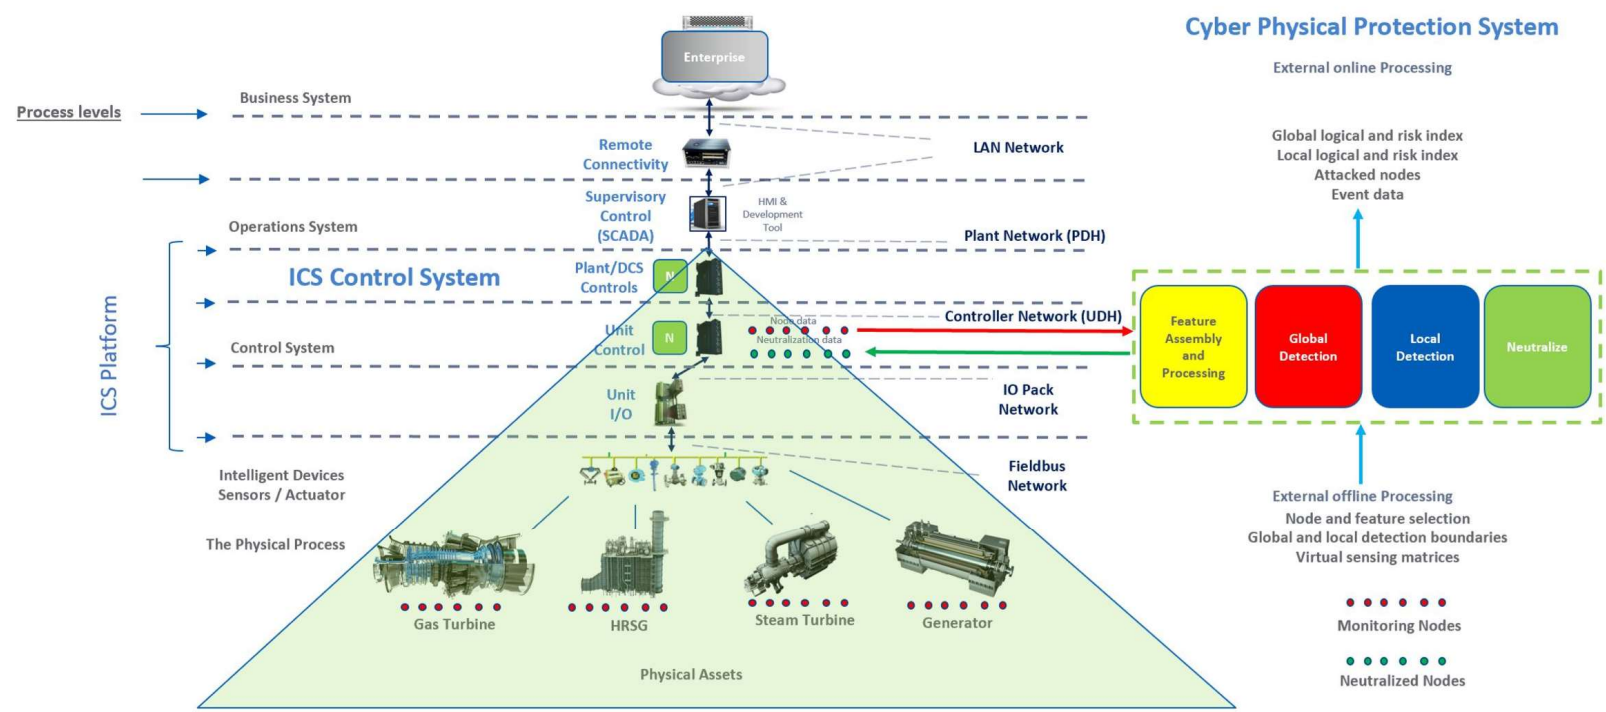 Cyber Physical Protection System
External online Processing
Enterprise
Business System
Process levels
Global logical and risk index
Local logical and risk index
Attacked nodes
Event data
Remote
Connectivity
LAN Network
Supervisory
Control
(SCADA)
HMI &
Development
Tool
Operations System
Plant Network (PDH)
ICS Control System
Plant/DCS
Controls
N
Controller Network (UDH)
Node data
Unit
Control
N
Neutralization data
Control System
ICS Platform
Feature
Assembly
and
Processing
Global
Detection
Local
Detection
Neutralize
Unit
I/O
IO Pack
Network
Intelligent Devices
Sensors / Actuator
Fieldbus
Network
External offline Processing
Node and feature selection
Global and local detection boundaries
Virtual sensing matrices
The Physical Process
Gas Turbine
HRSG
Steam Turbine
Generator
Monitoring Nodes
Physical Assets
Neutralized Nodes